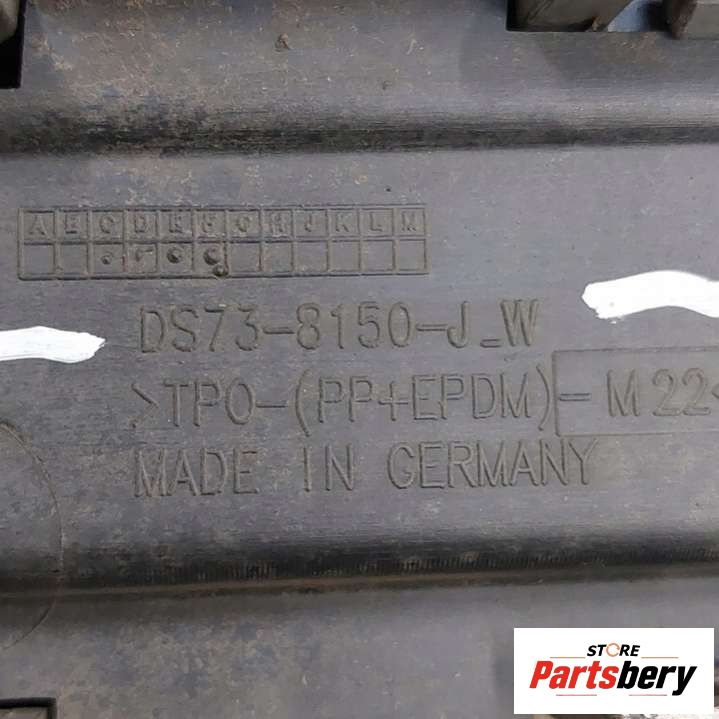 A B C D E F G H J K L M
DS73-8150-J_W
>TPO-(PP+EPDM)-M22<
MADE IN GERMANY
STORE
Partsbery